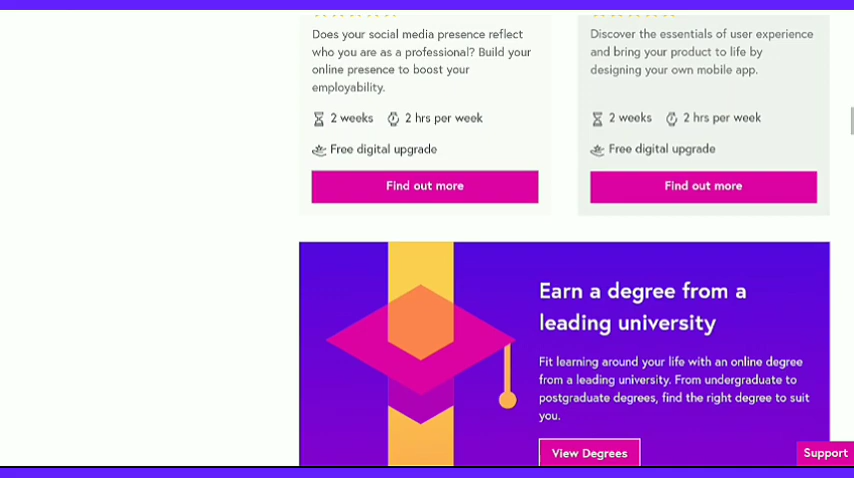 Does your social media presence reflect
who you are as a professional? Build your
online presence to boost your
employability.
2 weeks 2 hrs per week
Free digital upgrade
Find out more
Discover the essentials of user experience
and bring your product to life by
designing your own mobile app.
2 weeks 2 hrs per week
Free digital upgrade
Find out more
Earn a degree from a
leading university
Fit learning around your life with an online degree
from a leading university. From undergraduate to
postgraduate degrees, find the right degree to suit
you.
View Degrees
Support